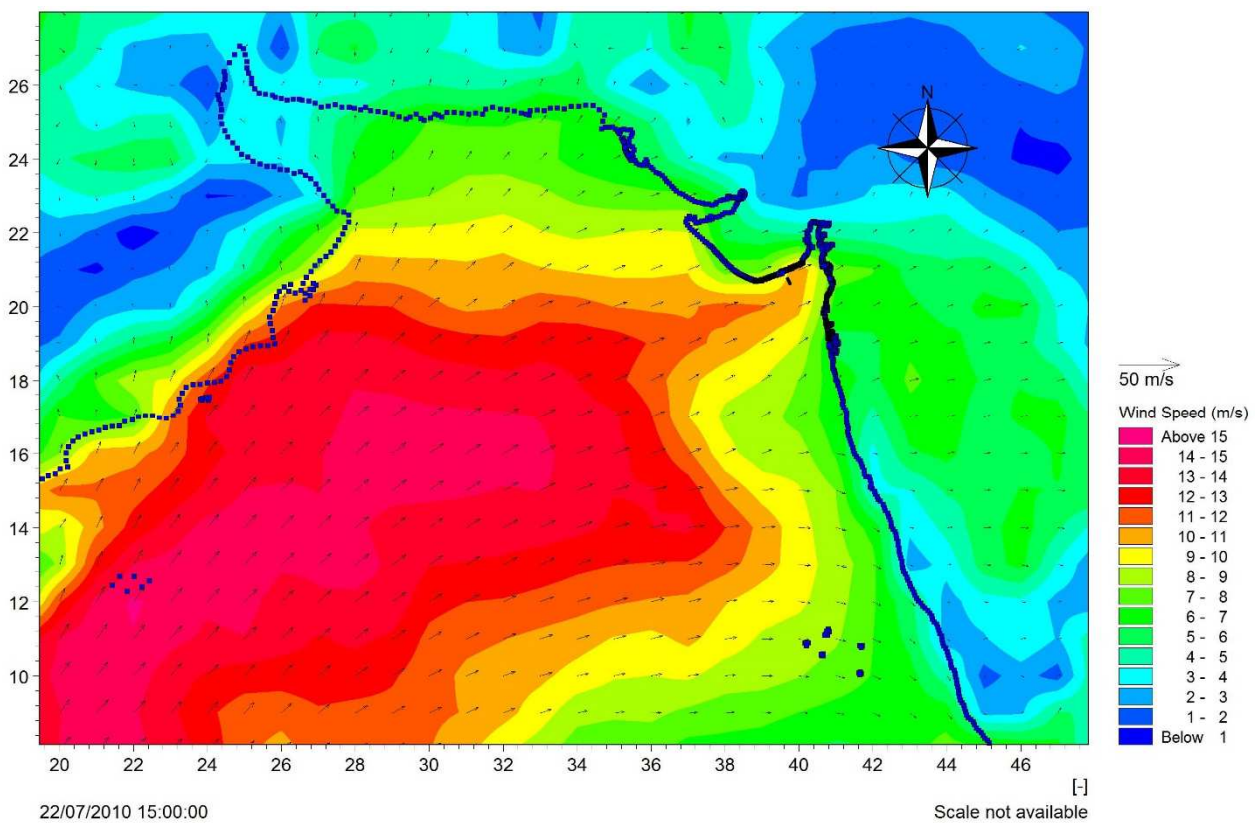 N
26
24
22
20
18
16
14
12
10
20 22 24 26 28 30 32 34 36 38 40 42 44 46
[-]
22/07/2010 15:00:00
Scale not available
50 m/s
Wind Speed (m/s)
Above 15
14 - 15
13 - 14
12 - 13
11 - 12
10 - 11
9 - 10
8 - 9
7 - 8
6 - 7
5 - 6
4 - 5
3 - 4
2 - 3
1 - 2
Below 1